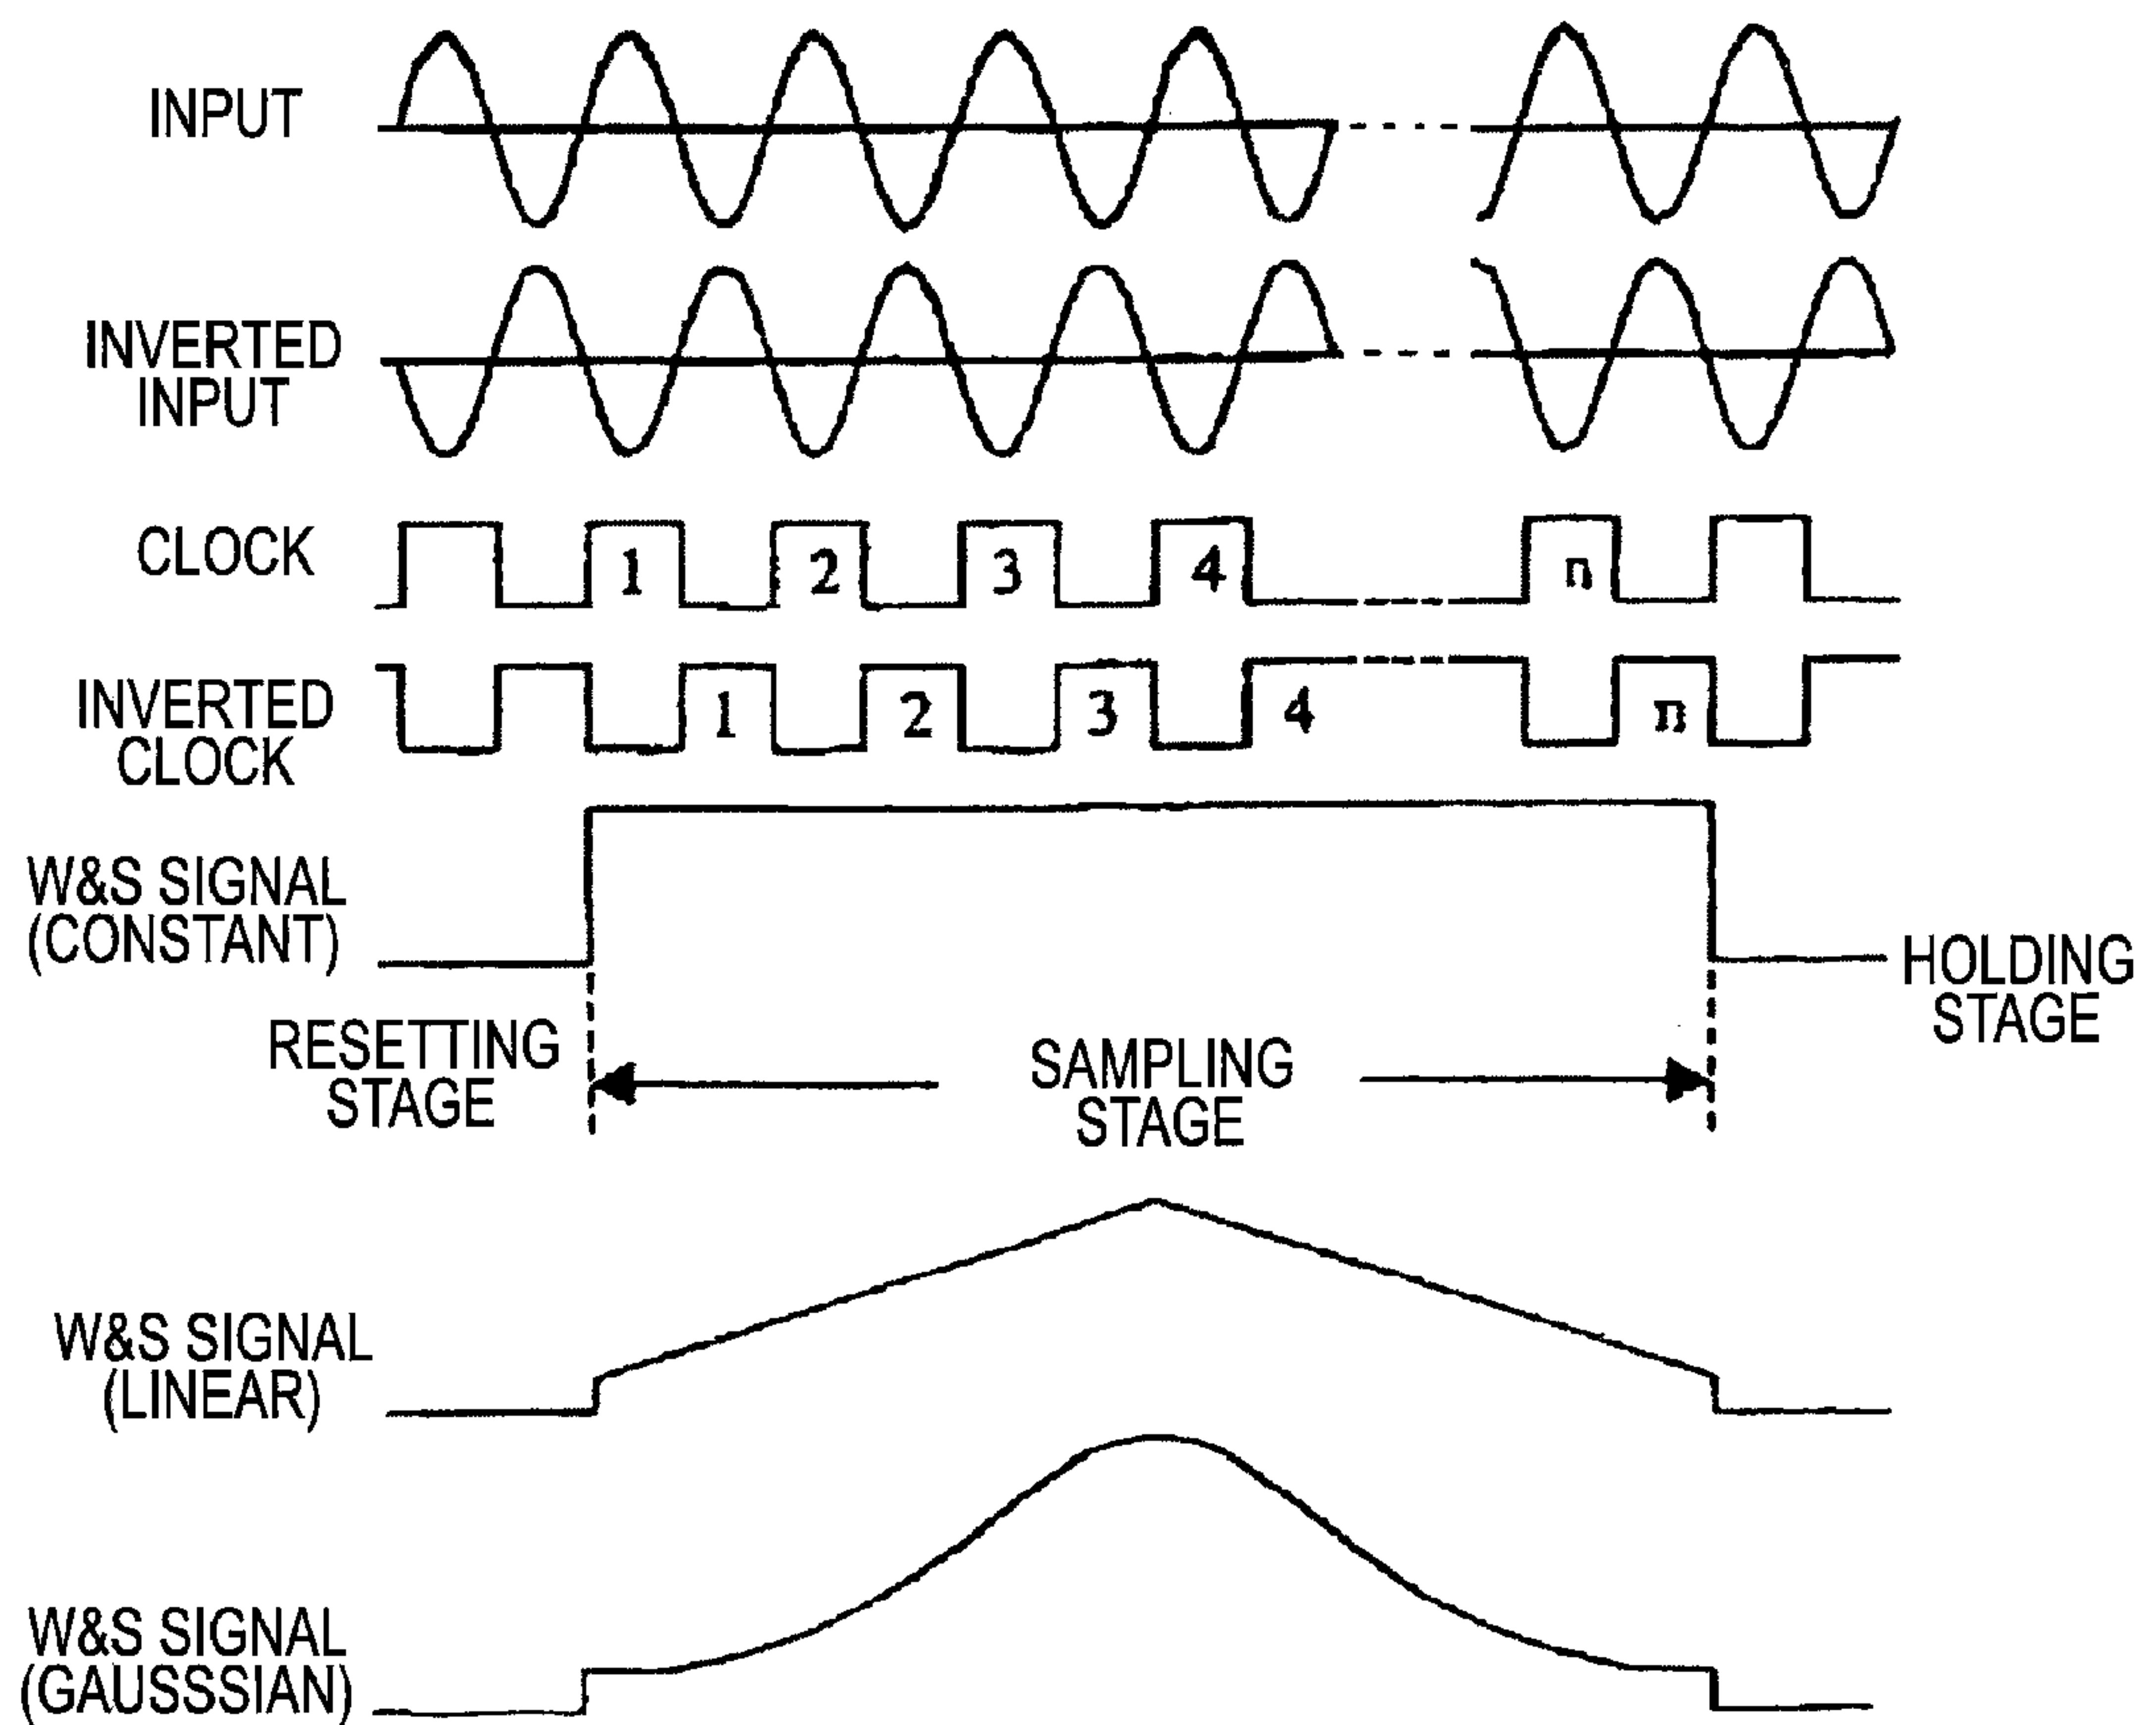 INPUT
INVERTED
INPUT
CLOCK
1 2 3 4 n
INVERTED
CLOCK
1 2 3 4 n
W&S SIGNAL
(CONSTANT)
HOLDING
STAGE
RESETTING
STAGE
SAMPLING
STAGE
W&S SIGNAL
(LINEAR)
W&S SIGNAL
(GAUSSSIAN)